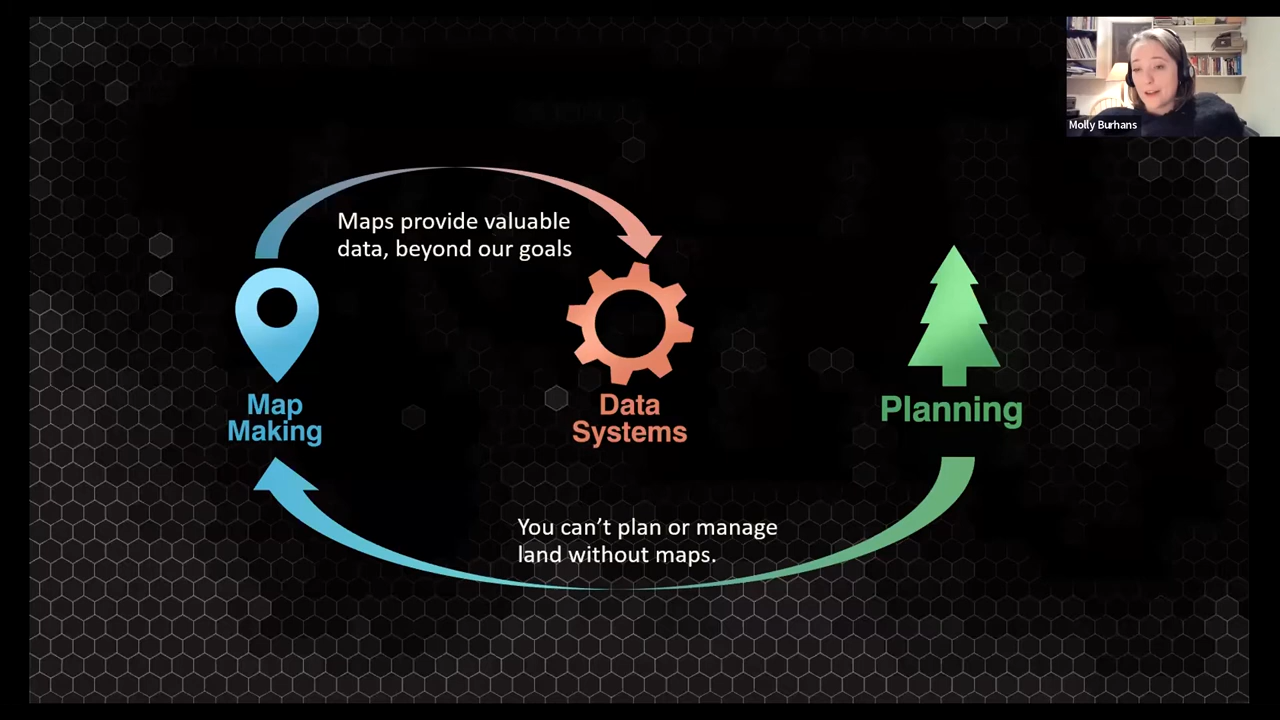 Molly Burhans
Maps provide valuable
data, beyond our goals
Map
Making
Data
Systems
Planning
You can’t plan or manage
land without maps.